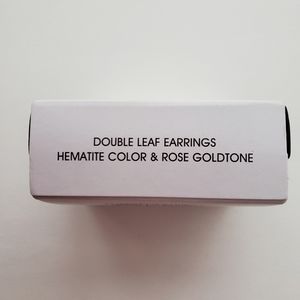 DOUBLE LEAF EARRINGS
HEMATITE COLOR & ROSE GOLDTONE